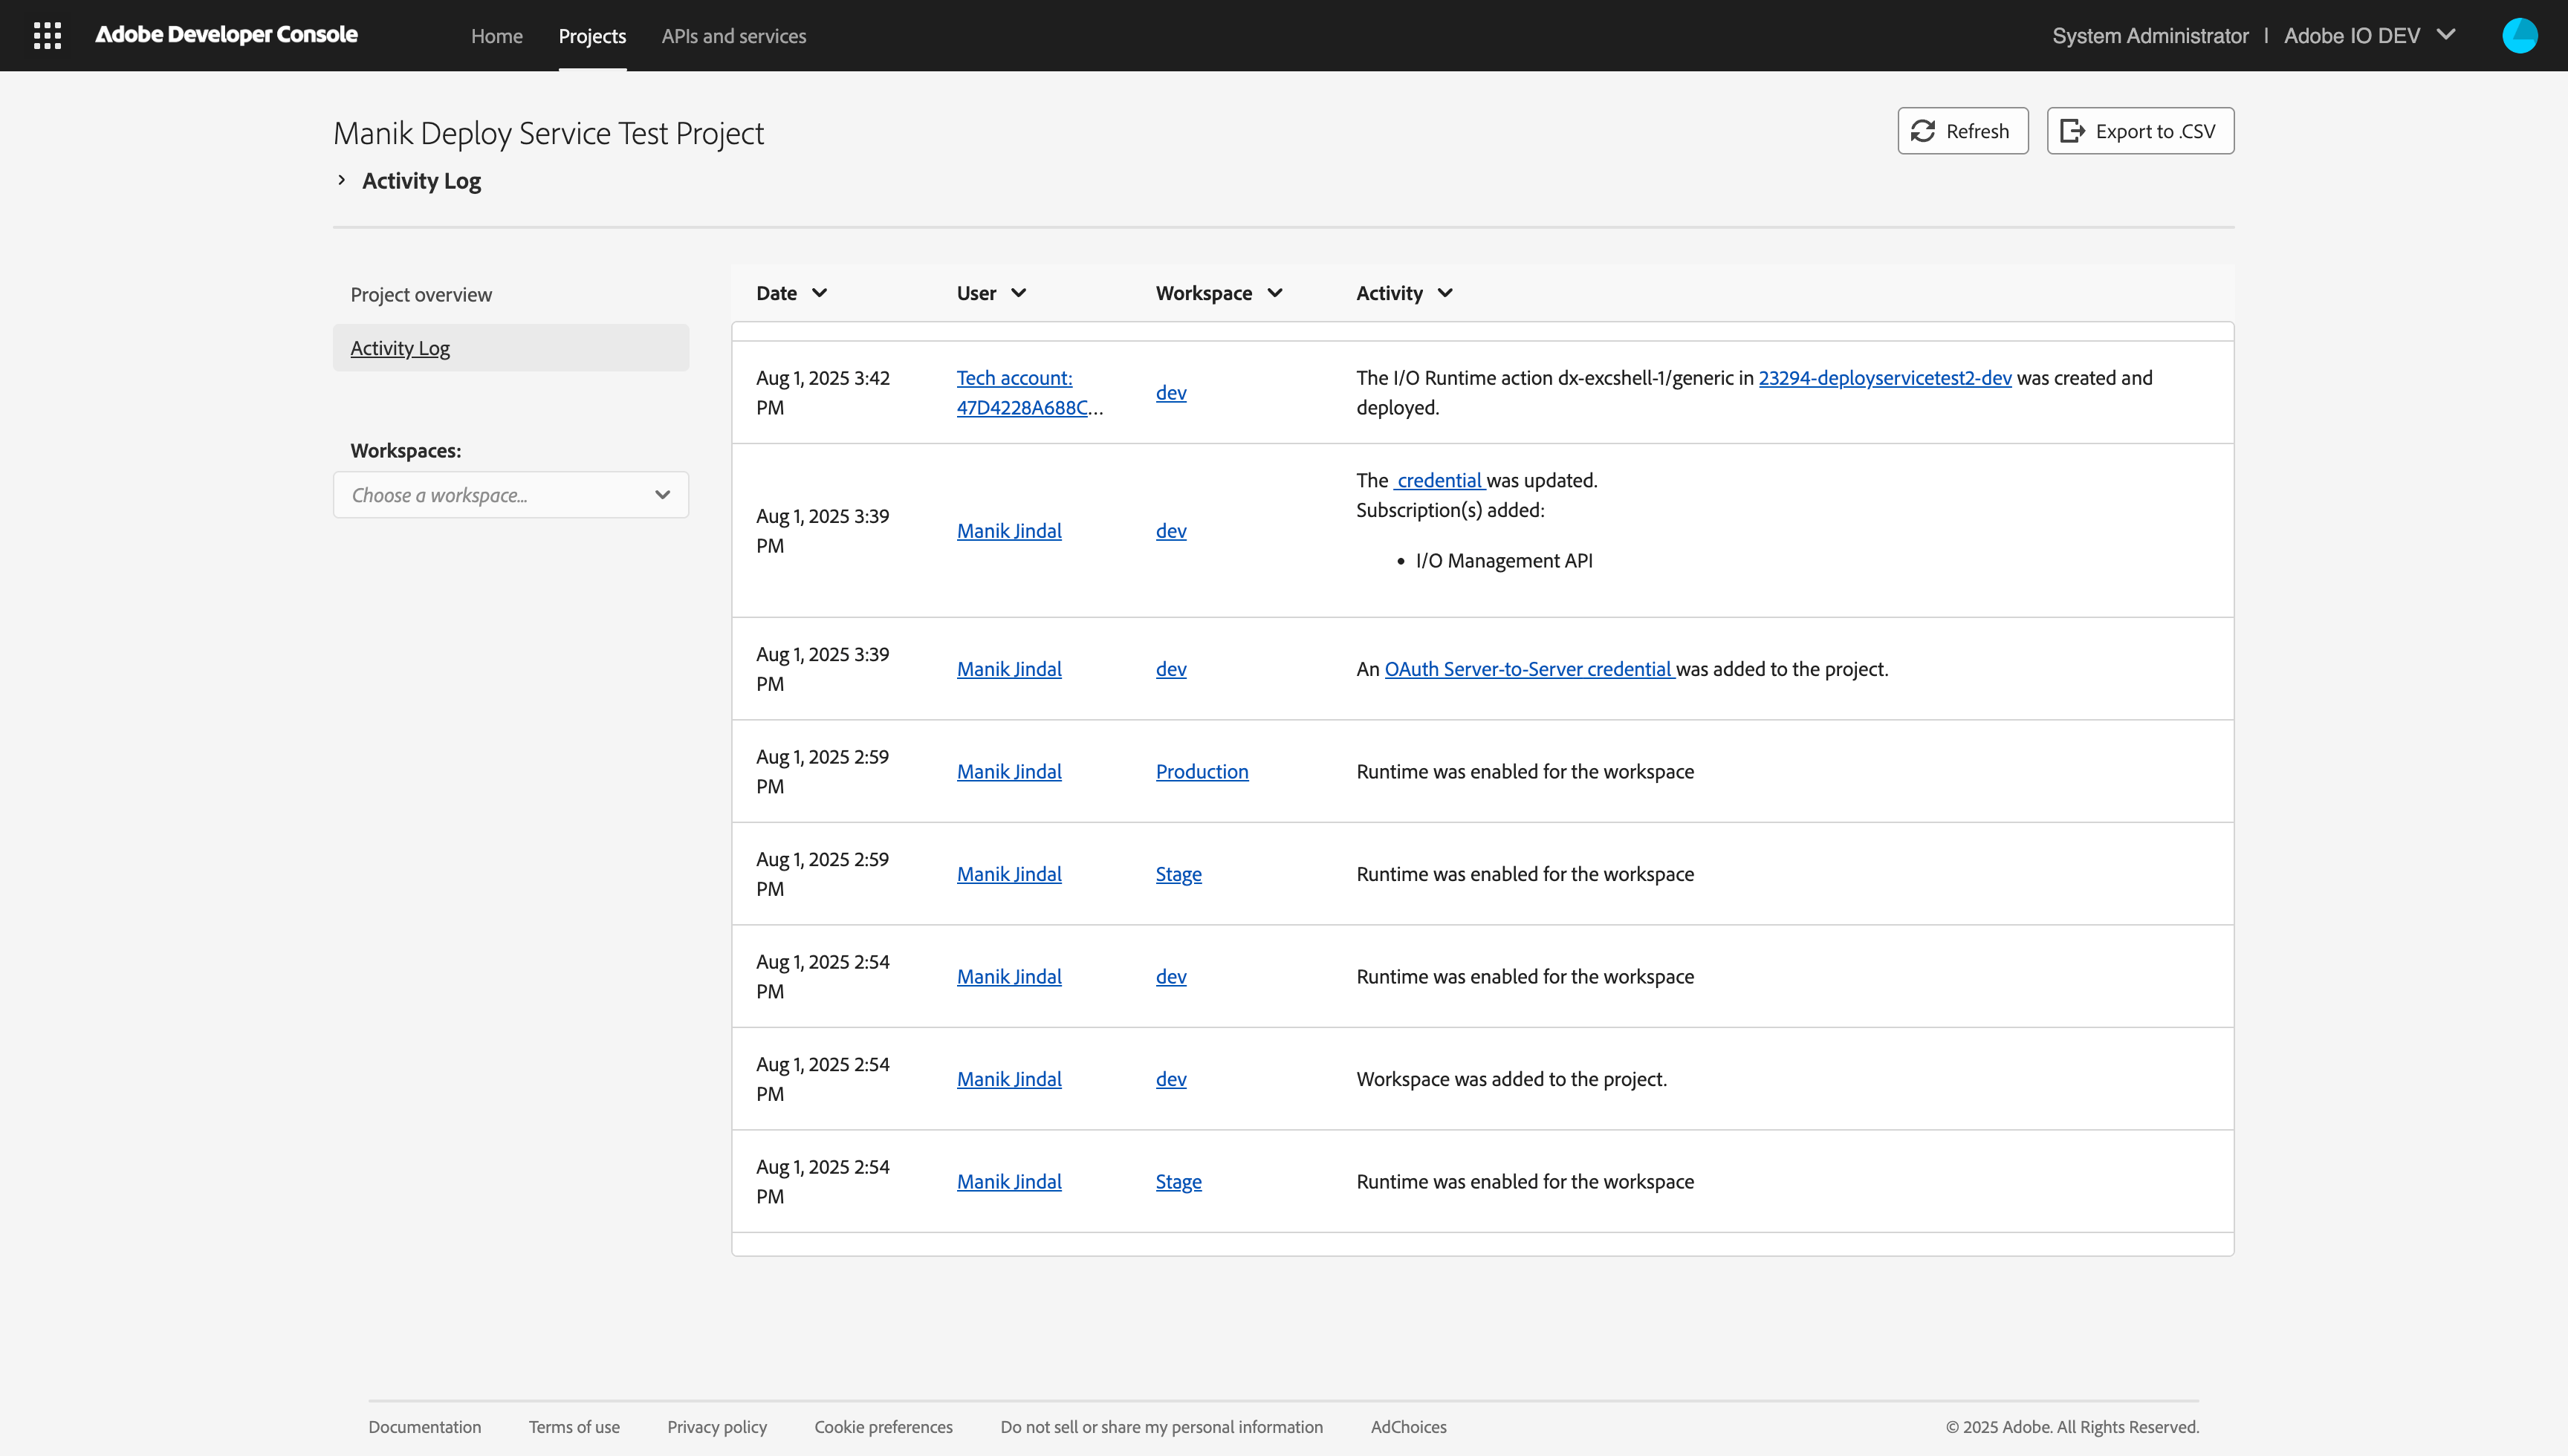 Adobe Developer Console
Home
Projects
APIs and services
System Administrator | Adobe IO DEV
Manik Deploy Service Test Project
Refresh
Export to .CSV
Activity Log
Project overview
Activity Log
Workspaces:
Choose a workspace...
Date
User
Workspace
Activity
Aug 1, 2025 3:42
PM
Tech account:
47D4228A688C...
dev
The I/O Runtime action dx-excshell-1/generic in 23294-deployservicetest2-dev was created and
deployed.
Aug 1, 2025 3:39
PM
Manik Jindal
dev
The credential was updated.
Subscription(s) added:
• I/O Management API
Aug 1, 2025 3:39
PM
Manik Jindal
dev
An OAuth Server-to-Server credential was added to the project.
Aug 1, 2025 2:59
PM
Manik Jindal
Production
Runtime was enabled for the workspace
Aug 1, 2025 2:59
PM
Manik Jindal
Stage
Runtime was enabled for the workspace
Aug 1, 2025 2:54
PM
Manik Jindal
dev
Runtime was enabled for the workspace
Aug 1, 2025 2:54
PM
Manik Jindal
dev
Workspace was added to the project.
Aug 1, 2025 2:54
PM
Manik Jindal
Stage
Runtime was enabled for the workspace
Documentation
Terms of use
Privacy policy
Cookie preferences
Do not sell or share my personal information
AdChoices
© 2025 Adobe. All Rights Reserved.